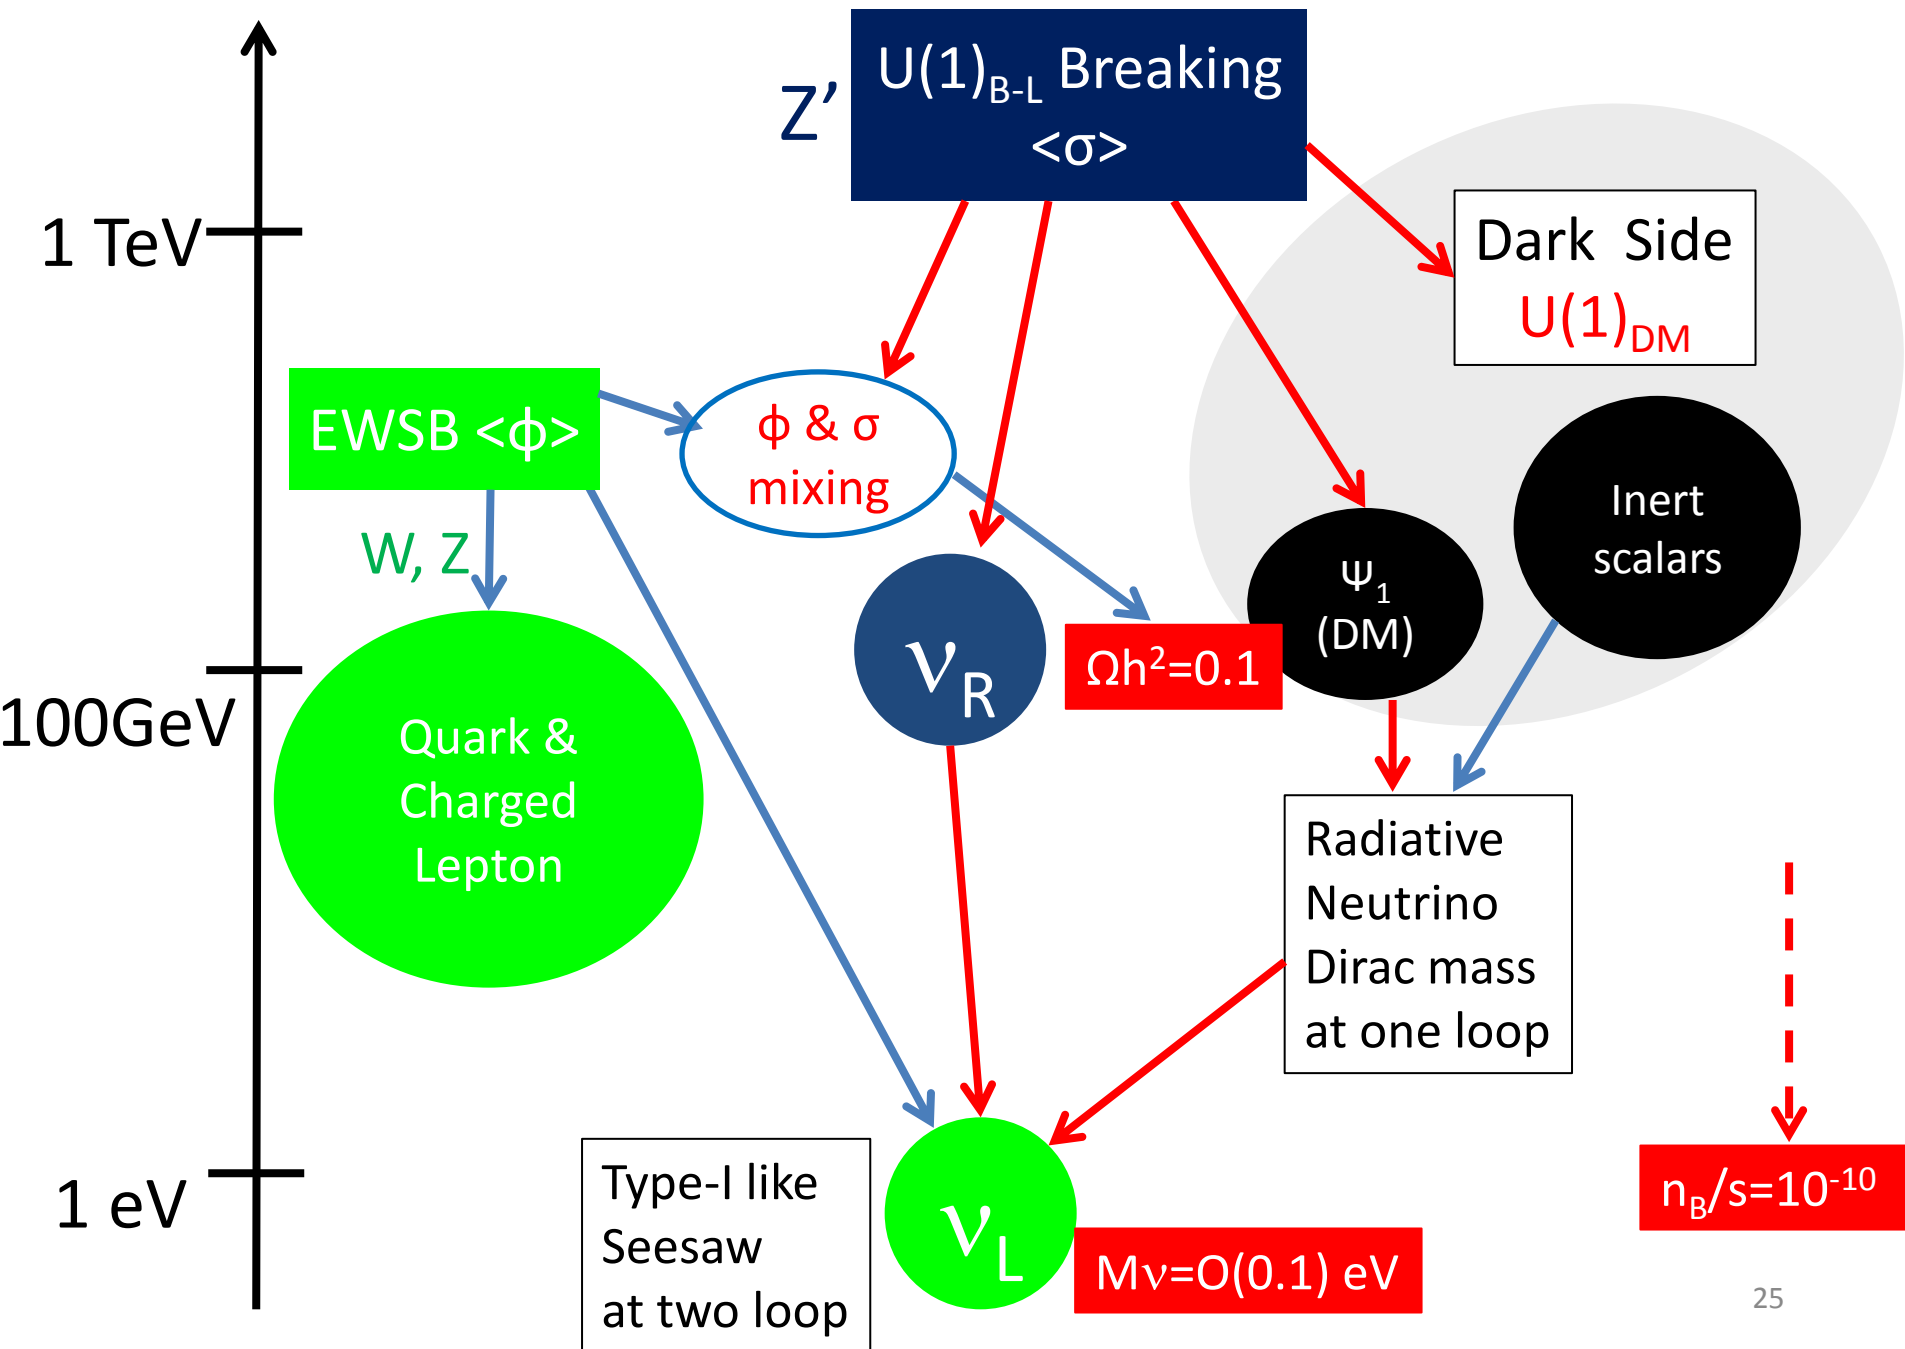 U(1)B-L Breaking
<σ>
Z’
1 TeV
Dark Side
U(1)DM
EWSB <ϕ>
ϕ & σ
mixing
W, Z
Inert
scalars
Ψ1
(DM)
νR
Ωh²=0.1
100GeV
Quark &
Charged
Lepton
Radiative
Neutrino
Dirac mass
at one loop
1 eV
Type-I like
Seesaw
at two loop
νL
Mν=O(0.1) eV
nB/s=10⁻¹⁰
25